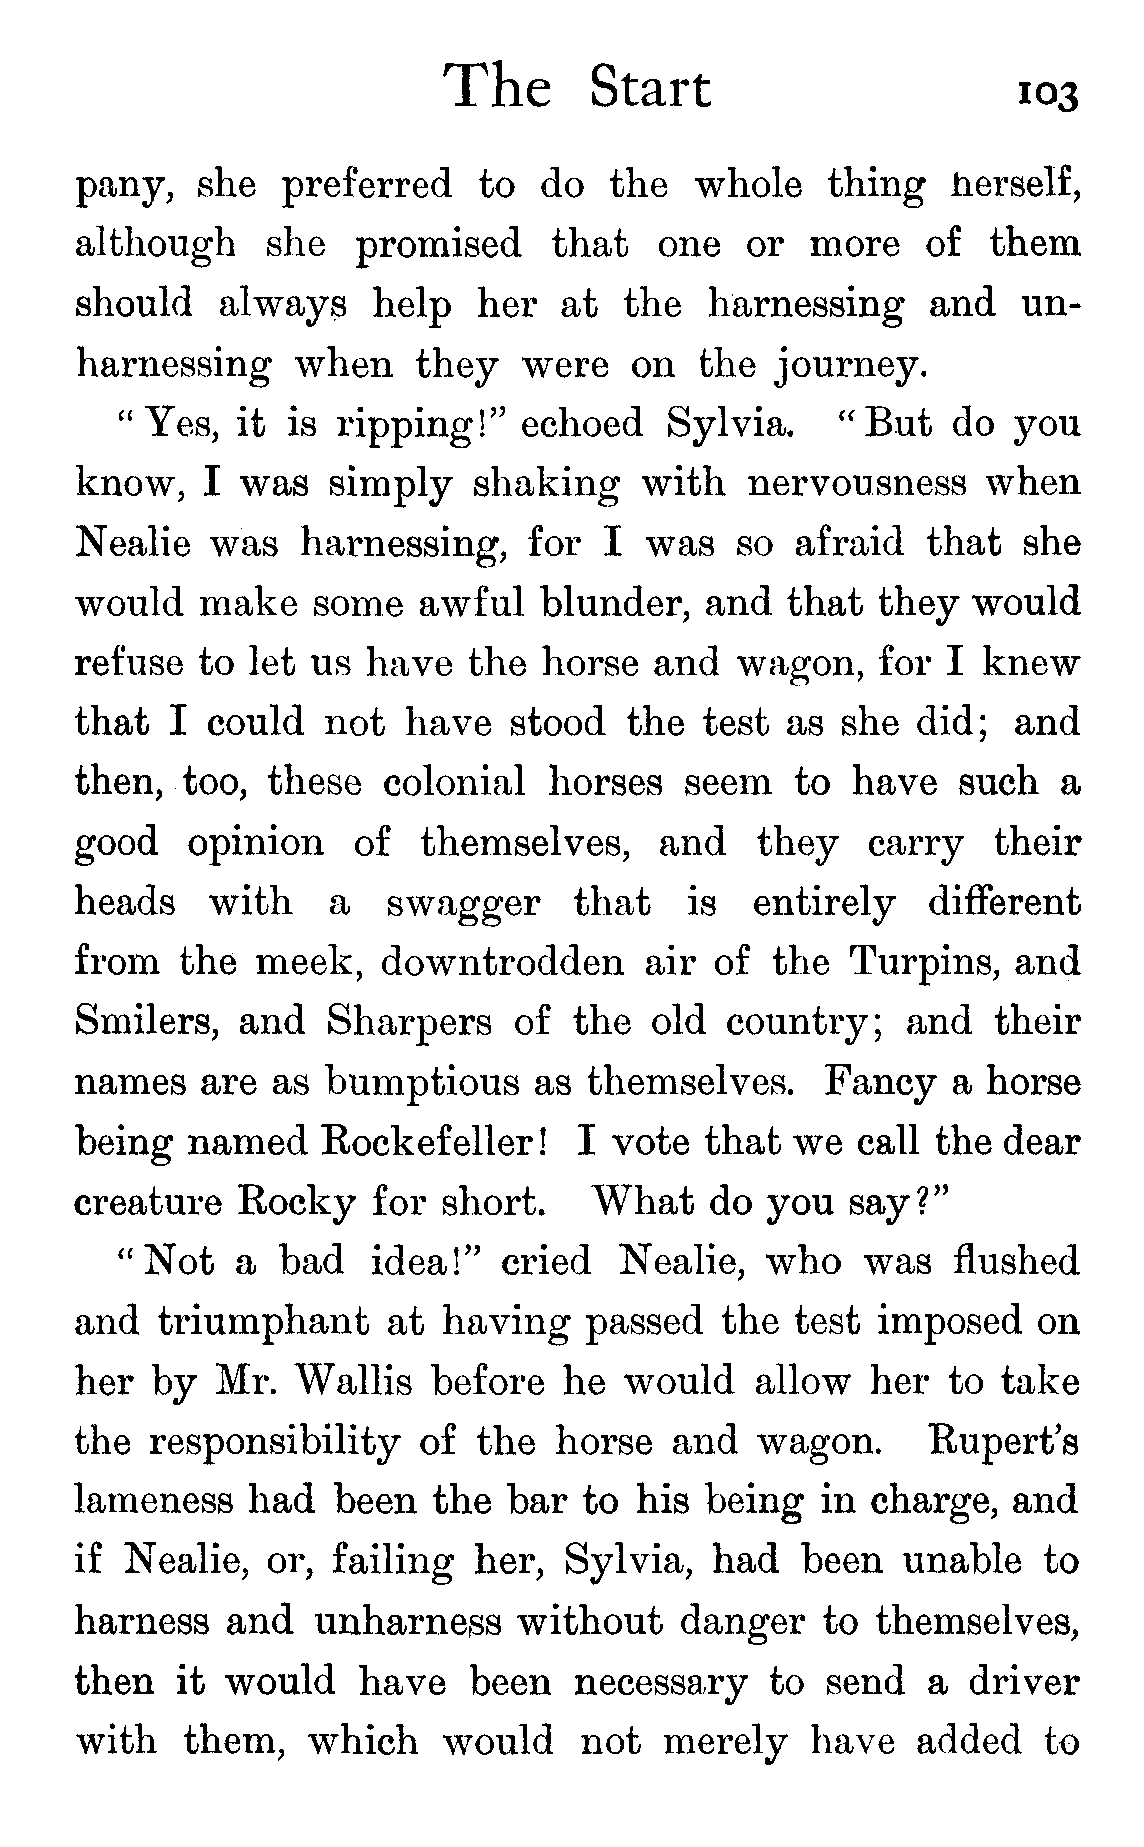 The Start 103
pany, she preferred to do the whole thing herself,
although she promised that one or more of them
should always help her at the harnessing and un-
harnessing when they were on the journey.
“Yes, it is ripping!” echoed Sylvia. “But do you
know, I was simply shaking with nervousness when
Nealie was harnessing, for I was so afraid that she
would make some awful blunder, and that they would
refuse to let us have the horse and wagon, for I knew
that I could not have stood the test as she did; and
then, too, these colonial horses seem to have such a
good opinion of themselves, and they carry their
heads with a swagger that is entirely different
from the meek, downtrodden air of the Turpins, and
Smilers, and Sharpers of the old country; and their
names are as bumptious as themselves. Fancy a horse
being named Rockefeller! I vote that we call the dear
creature Rocky for short. What do you say?”
“Not a bad idea!” cried Nealie, who was flushed
and triumphant at having passed the test imposed on
her by Mr. Wallis before he would allow her to take
the responsibility of the horse and wagon. Rupert’s
lameness had been the bar to his being in charge, and
if Nealie, or, failing her, Sylvia, had been unable to
harness and unharness without danger to themselves,
then it would have been necessary to send a driver
with them, which would not merely have added to